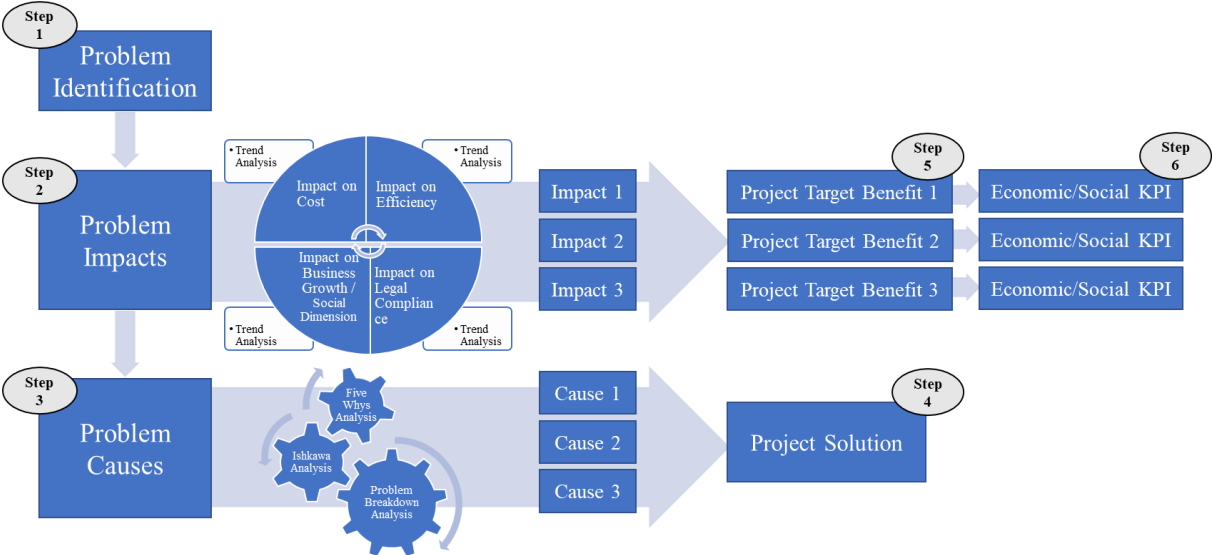 Step
1
Problem
Identification
Step
2
Problem
Impacts
• Trend
Analysis
• Trend
Analysis
Impact on
Cost
Impact on
Efficiency
Impact on
Business
Growth /
Social
Dimension
Impact on
Legal
Complian
ce
• Trend
Analysis
• Trend
Analysis
Impact 1
Impact 2
Impact 3
Step
5
Project Target Benefit 1
Project Target Benefit 2
Project Target Benefit 3
Step
6
Economic/Social KPI
Economic/Social KPI
Economic/Social KPI
Step
3
Problem
Causes
Five
Whys
Analysis
Ishkawa
Analysis
Problem
Breakdown
Analysis
Cause 1
Cause 2
Cause 3
Step
4
Project Solution